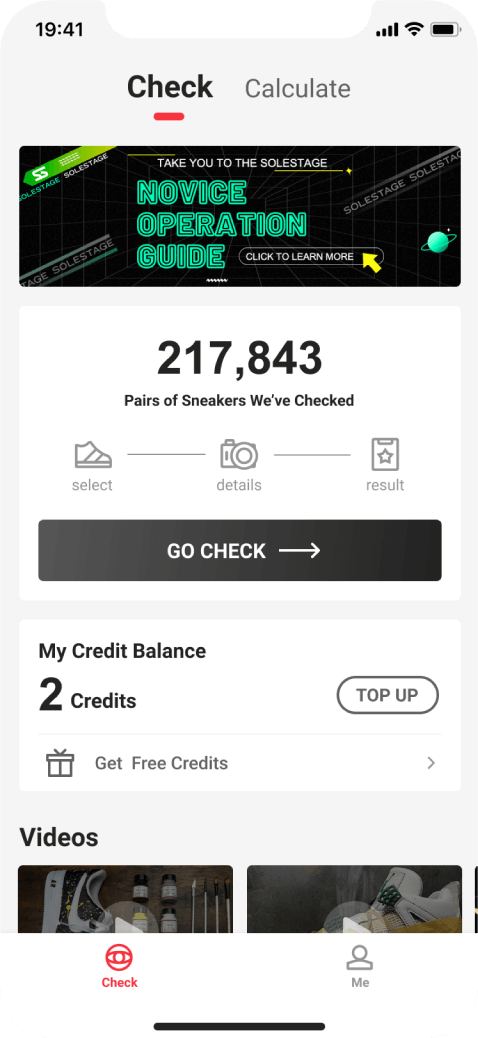 19:41
Check
Calculate
SS
SOLESTAGE SOLESTAGE
TAKE YOU TO THE SOLESTAGE
NOVICE
OPERATION
GUIDE
CLICK TO LEARN MORE
SOLESTAGE SOLESTAG
TAGE SOLESTAGE
217,843
Pairs of Sneakers We've Checked
select
details
result
GO CHECK
My Credit Balance
2 Credits
TOP UP
Get Free Credits
Videos
Check
Me